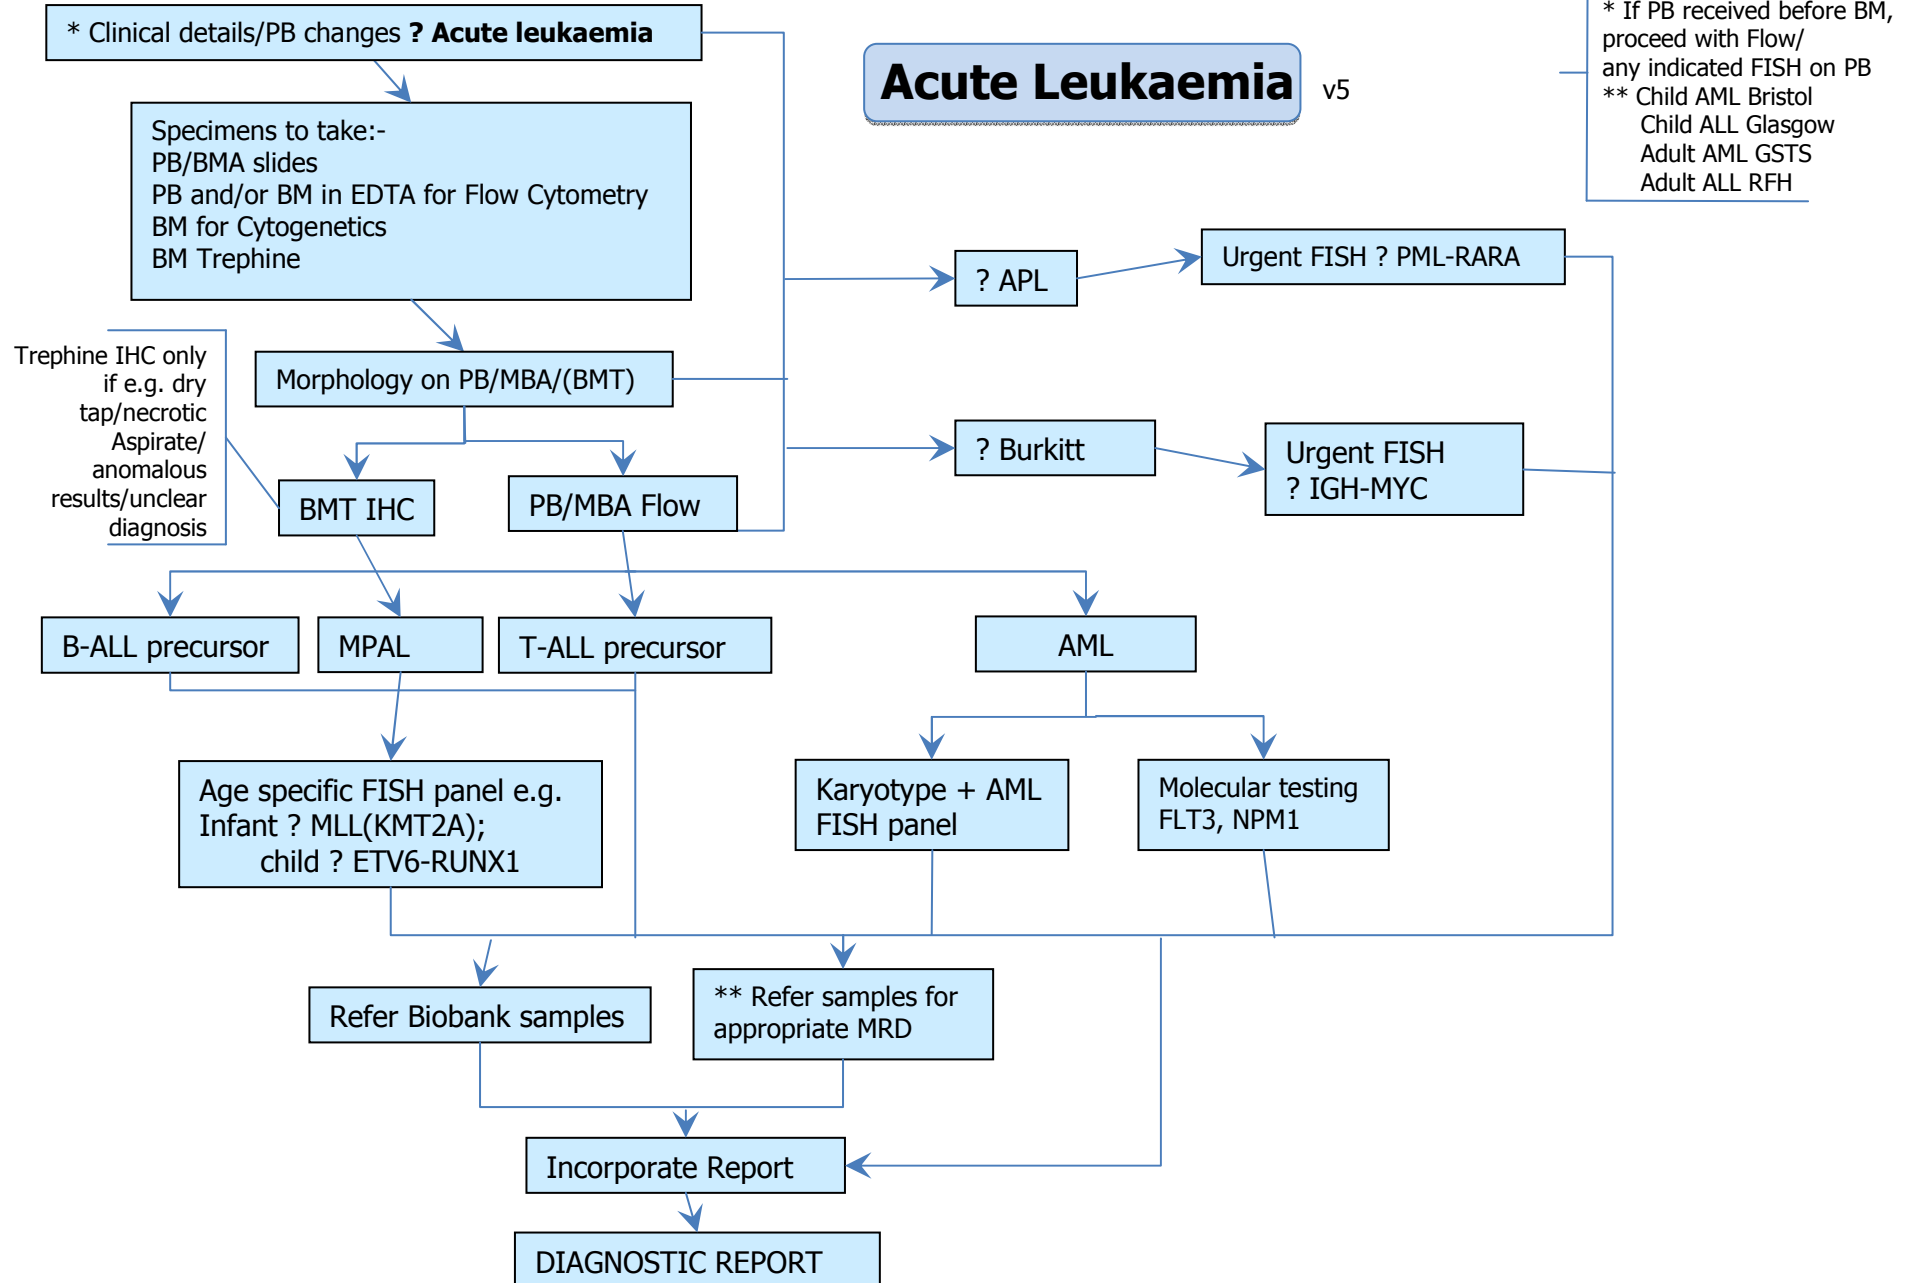 * Clinical details/PB changes ? Acute leukaemia
Acute Leukaemia v5
* If PB received before BM,
proceed with Flow/
any indicated FISH on PB
** Child AML Bristol
Child ALL Glasgow
Adult AML GSTS
Adult ALL RFH
Specimens to take:-
PB/BMA slides
PB and/or BM in EDTA for Flow Cytometry
BM for Cytogenetics
BM Trephine
? APL
Urgent FISH ? PML-RARA
Trephine IHC only
if e.g. dry
tap/necrotic
Aspirate/
anomalous
results/unclear
diagnosis
Morphology on PB/MBA/(BMT)
? Burkitt
Urgent FISH
? IGH-MYC
BMT IHC
PB/MBA Flow
B-ALL precursor
MPAL
T-ALL precursor
AML
Age specific FISH panel e.g.
Infant ? MLL(KMT2A);
child ? ETV6-RUNX1
Karyotype + AML
FISH panel
Molecular testing
FLT3, NPM1
Refer Biobank samples
** Refer samples for
appropriate MRD
Incorporate Report
DIAGNOSTIC REPORT